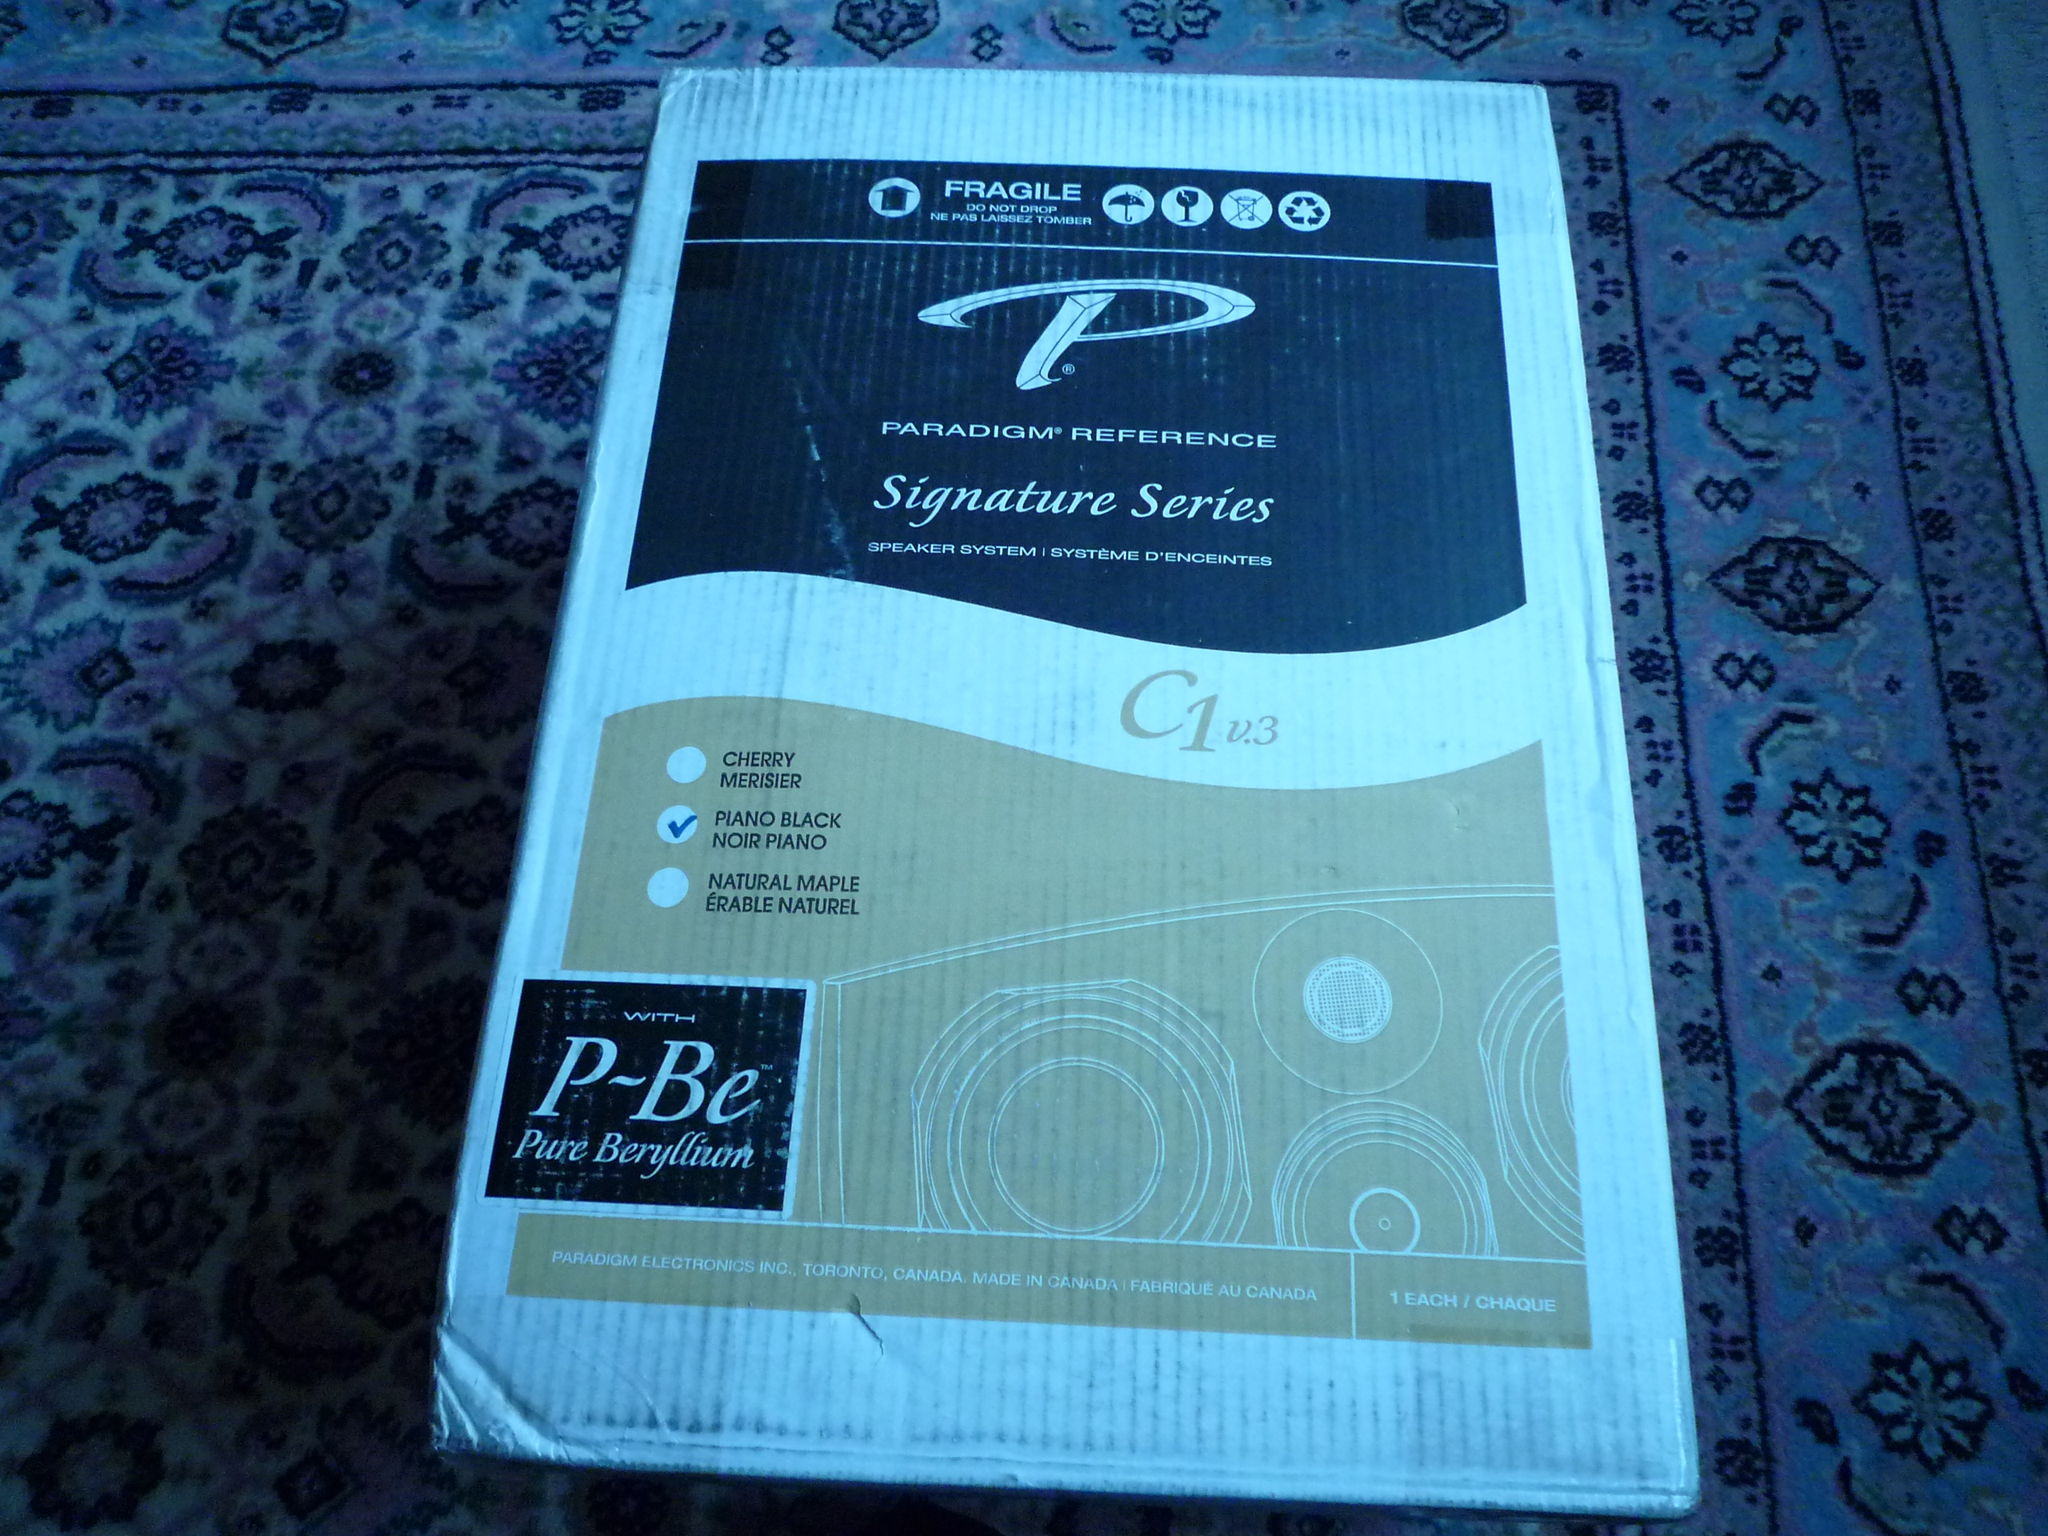 FRAGILE
DO NOT DROP
NE PAS LAISSEZ TOMBER
P®
PARADIGM® REFERENCE
Signature Series
SPEAKER SYSTEM | SYSTÈME D'ENCEINTES
C1 v.3
CHERRY
MERISIER
PIANO BLACK
NOIR PIANO
NATURAL MAPLE
ÉRABLE NATUREL
WITH
P-Be™
Pure Beryllium
PARADIGM ELECTRONICS INC., TORONTO, CANADA. MADE IN CANADA | FABRIQUÉ AU CANADA
1 EACH / CHAQUE